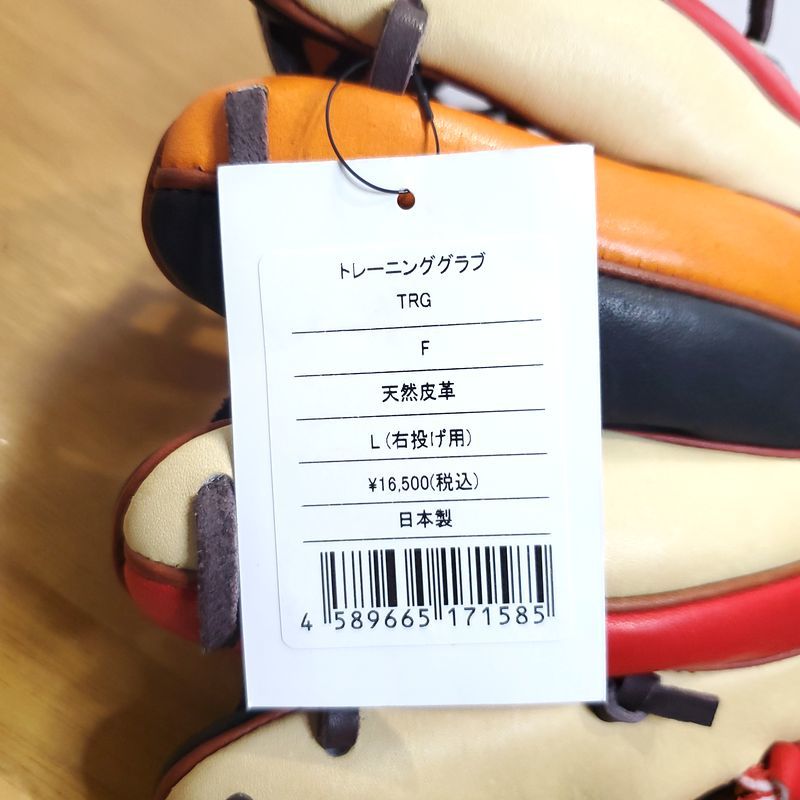 トレーニンググラブ
TRG
F
天然皮革
L(右投げ用)
¥16,500(税込)
日本製
4 589665 171585